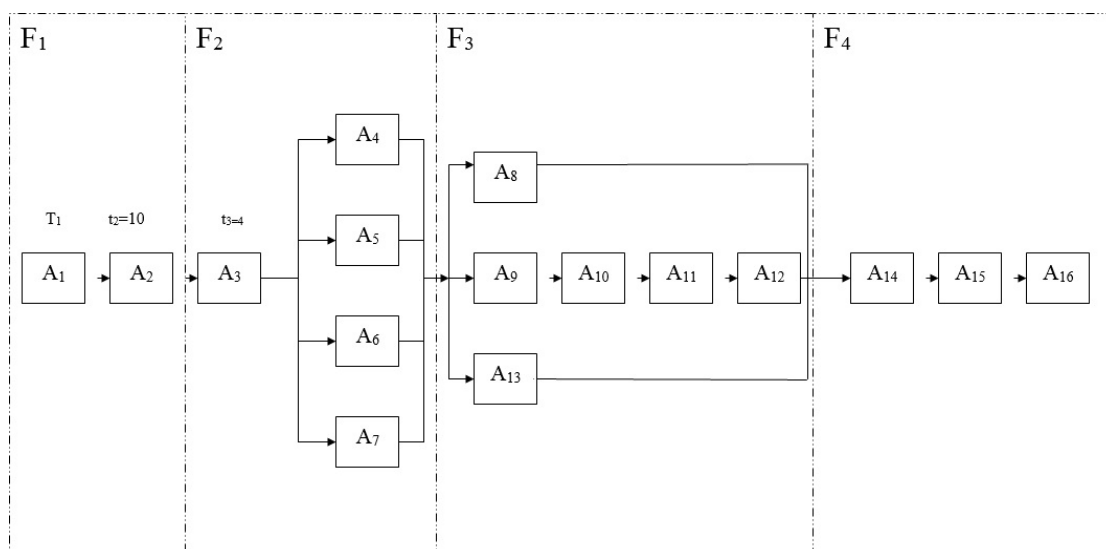 F₁
F₂
F₃
F₄
A₄
A₈
T₁
t₂=10
t₃₌₄
A₅
A₁
A₂
A₃
A₉
A₁₀
A₁₁
A₁₂
A₁₄
A₁₅
A₁₆
A₆
A₁₃
A₇